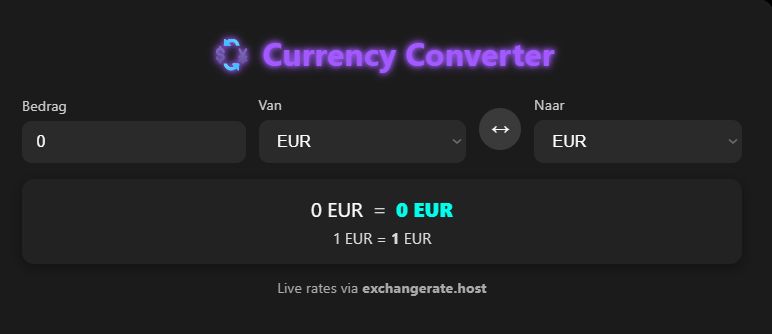 💱 Currency Converter
Bedrag Van Naar
0 EUR ↔ EUR
0 EUR = 0 EUR
1 EUR = 1 EUR
Live rates via exchangerate.host